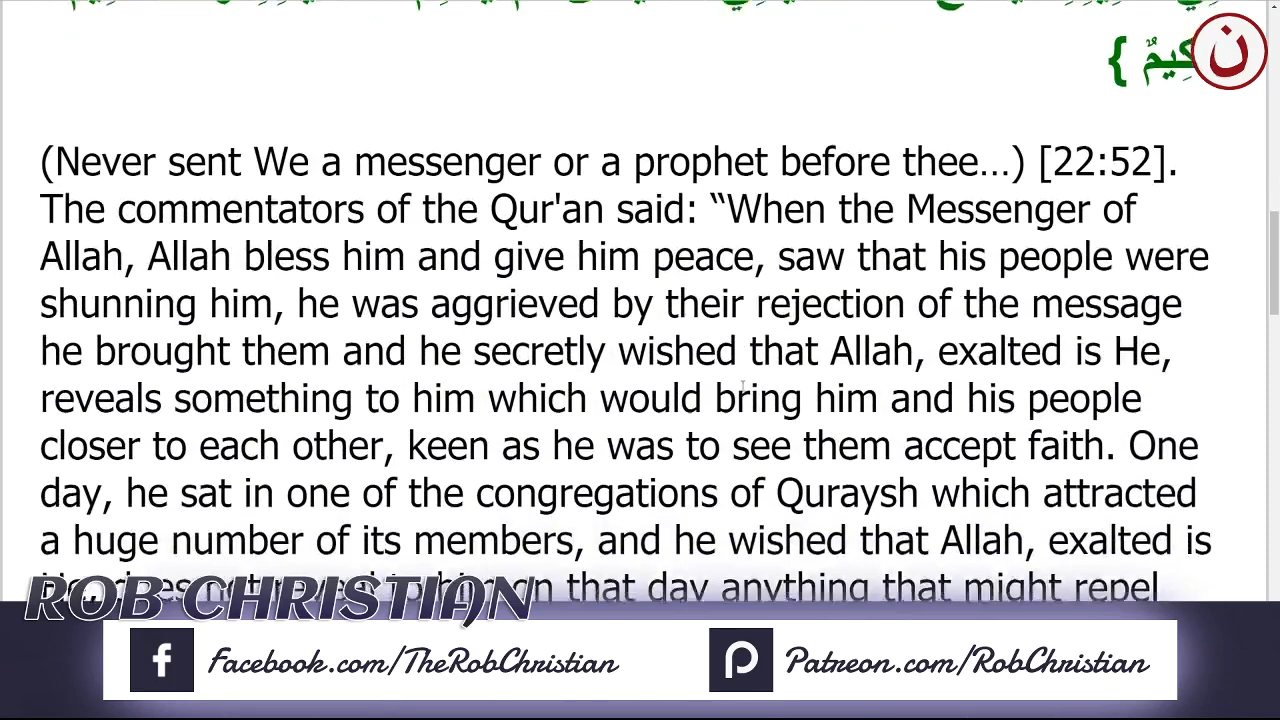 ن
}
(Never sent We a messenger or a prophet before thee…) [22:52].
The commentators of the Qur'an said: “When the Messenger of
Allah, Allah bless him and give him peace, saw that his people were
shunning him, he was aggrieved by their rejection of the message
he brought them and he secretly wished that Allah, exalted is He,
reveals something to him which would bring him and his people
closer to each other, keen as he was to see them accept faith. One
day, he sat in one of the congregations of Quraysh which attracted
a huge number of its members, and he wished that Allah, exalted is
that day anything that might repel
ROB CHRISTIAN
Facebook.com/TheRobChristian
Patreon.com/RobChristian